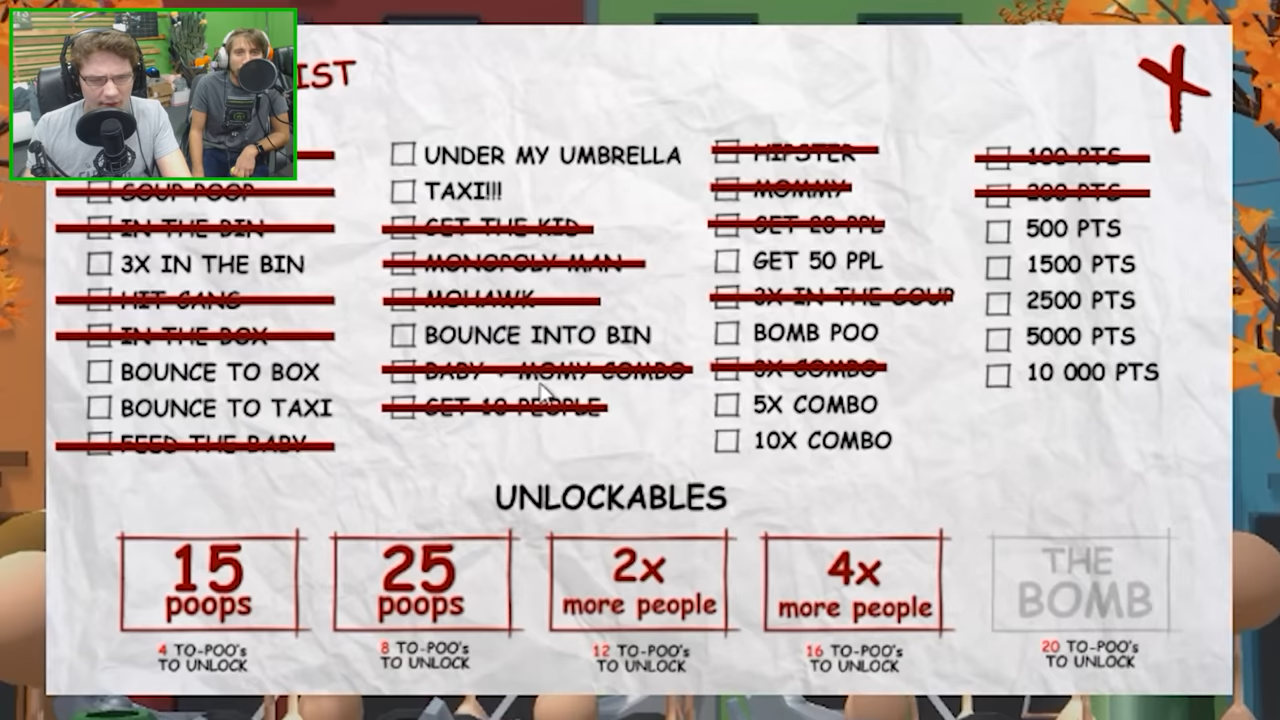 IST
SOUP POOP
IN THE BIN
3X IN THE BIN
HIT GANG
IN THE BOX
BOUNCE TO BOX
BOUNCE TO TAXI
FEED THE BABY
UNDER MY UMBRELLA
TAXI!!!
GET THE KID
MONOPOLY MAN
MOHAWK
BOUNCE INTO BIN
BABY + MOMY COMBO
GET 10 PEOPLE
HIPSTER
MOMMY
GET 20 PPL
GET 50 PPL
3X IN THE SOUP
BOMB POO
3X COMBO
5X COMBO
10X COMBO
100 PTS
200 PTS
500 PTS
1500 PTS
2500 PTS
5000 PTS
10 000 PTS
UNLOCKABLES
15
poops
4 TO-POO's
TO UNLOCK
25
poops
8 TO-POO's
TO UNLOCK
2x
more people
12 TO-POO's
TO UNLOCK
4x
more people
16 TO-POO's
TO UNLOCK
THE
BOMB
20 TO-POO's
TO UNLOCK